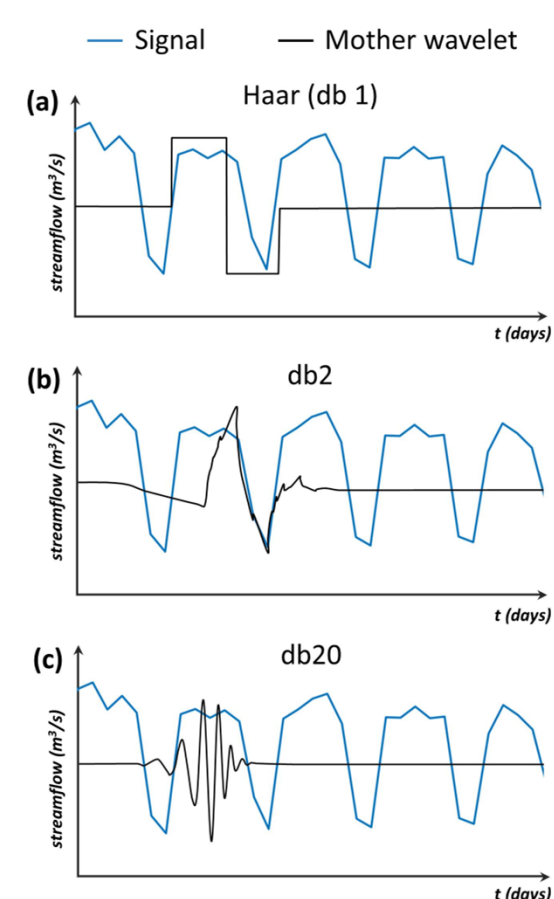 Signal Mother wavelet
(a) Haar (db 1)
streamflow (m³/s)
t (days)
(b) db2
streamflow (m³/s)
t (days)
(c) db20
streamflow (m³/s)
t (days)